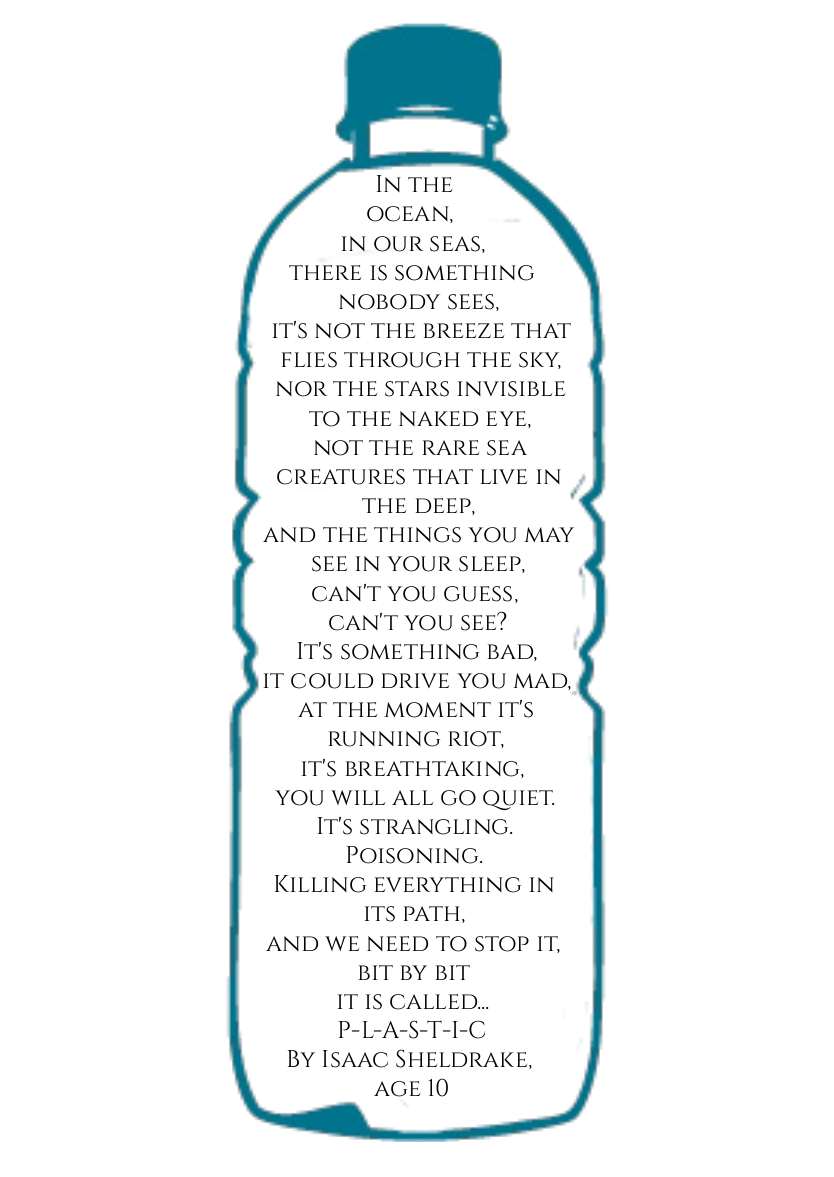 In the
ocean,
in our seas,
there is something
nobody sees,
it's not the breeze that
flies through the sky,
nor the stars invisible
to the naked eye,
not the rare sea
creatures that live in
the deep,
and the things you may
see in your sleep,
can't you guess,
can't you see?
It's something bad,
it could drive you mad,
at the moment it's
running riot,
it's breathtaking,
you will all go quiet.
It's strangling.
Poisoning.
Killing everything in
its path,
and we need to stop it,
bit by bit
it is called...
P-L-A-S-T-I-C
By Isaac Sheldrake,
age 10